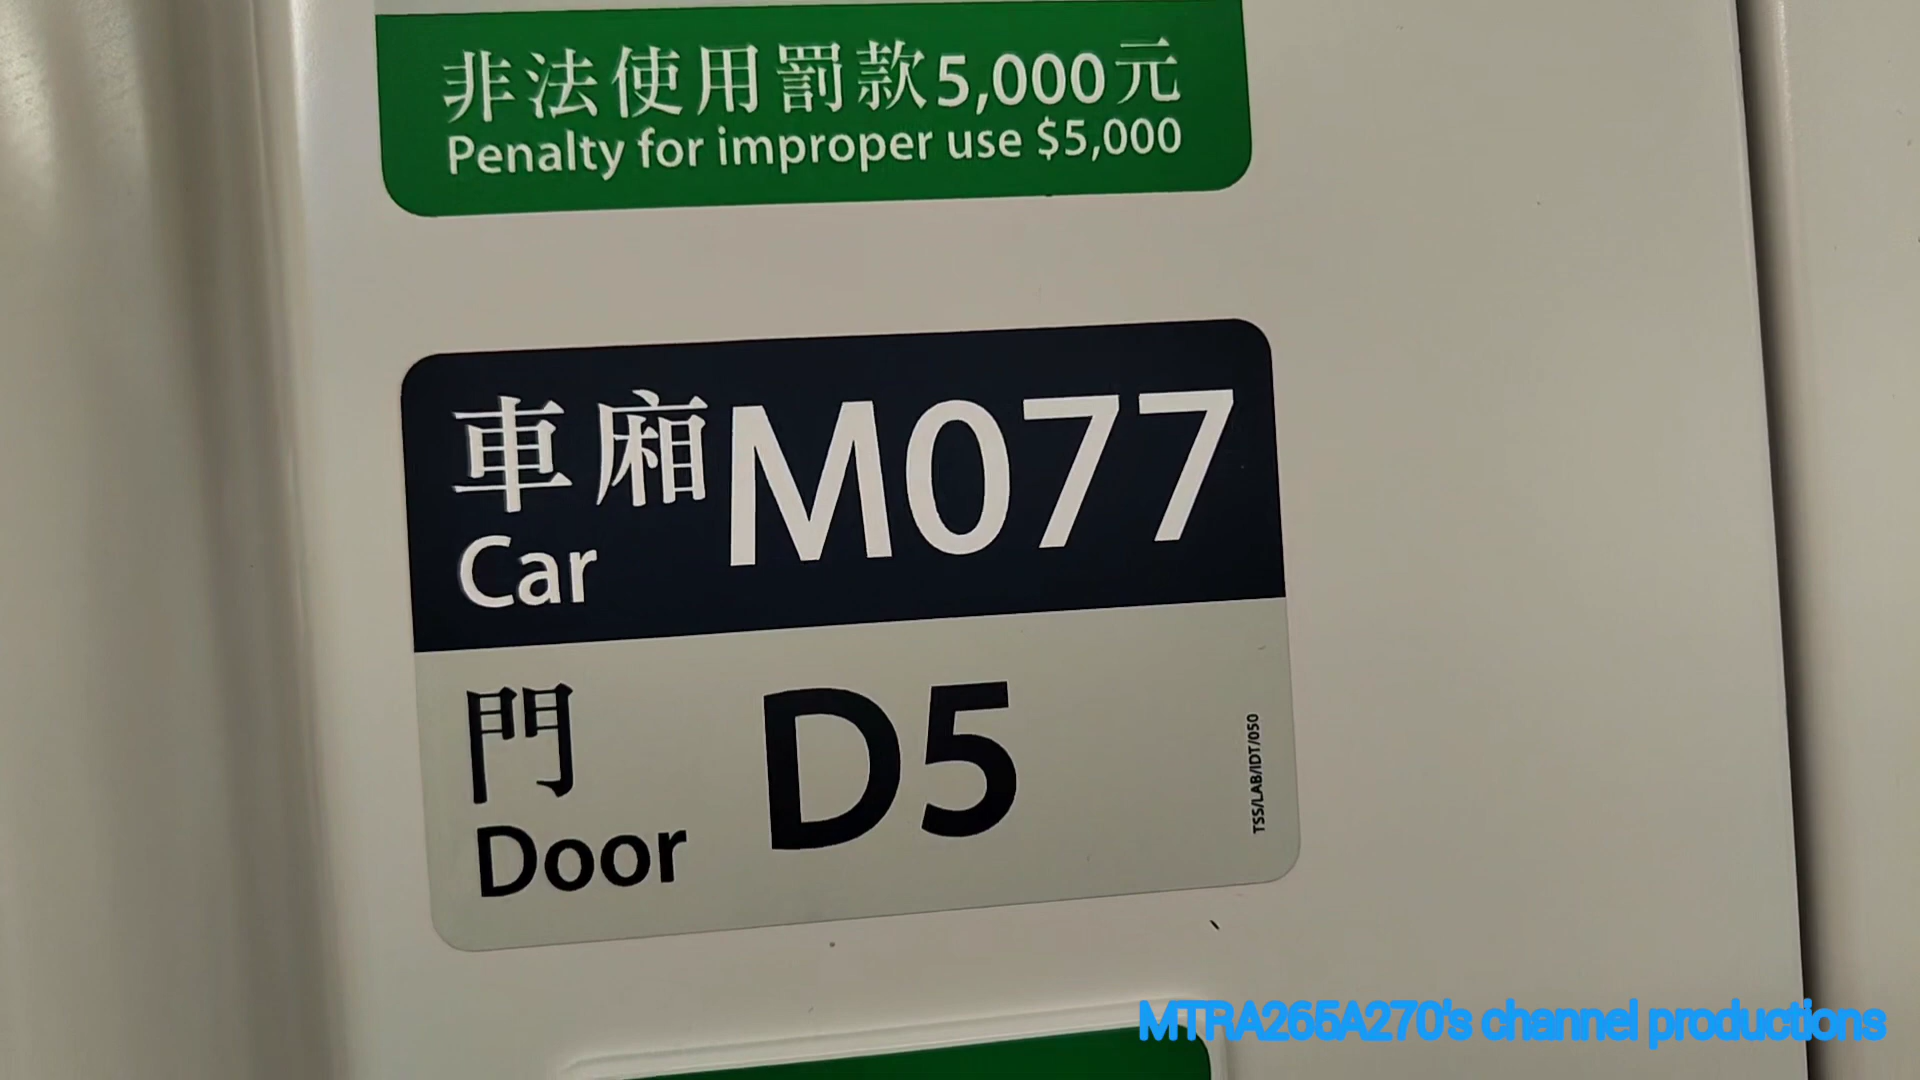 非法使用罰款5,000元
Penalty for improper use $5,000
車廂 M077
Car
門 D5
Door
TSS/LAB/IDT/050
MTRA265A270's channel productions